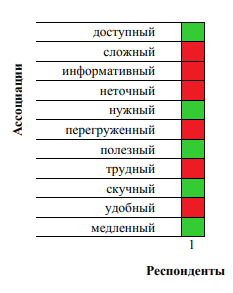 Ассоциации
доступный
сложный
информативный
неточный
нужный
перегруженный
полезный
трудный
скучный
удобный
медленный
1
Респонденты